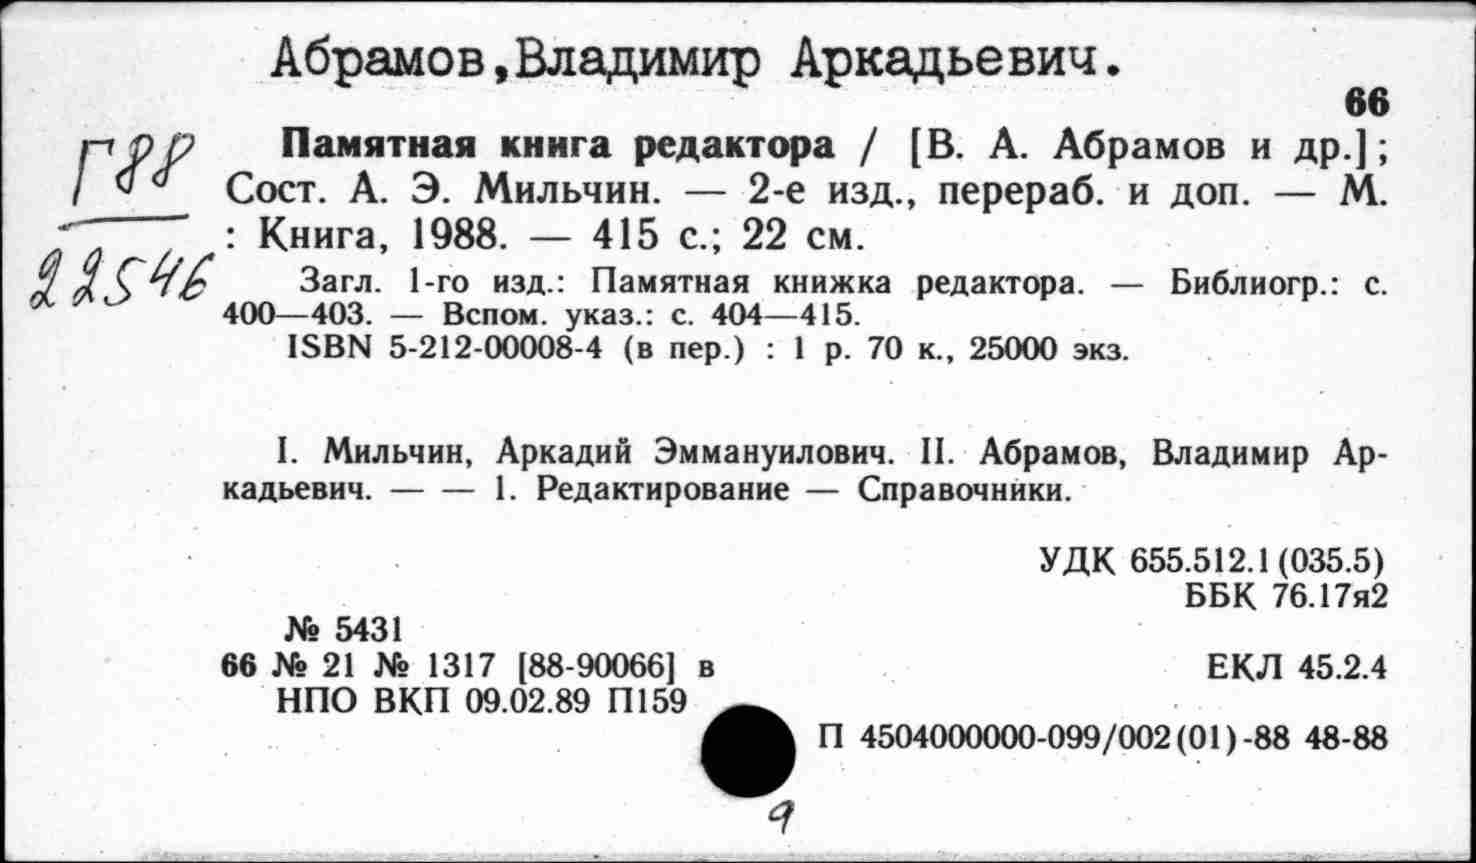 Абрамов,Владимир Аркадьевич.
66
Г88
22546
Памятная книга редактора / [В. А. Абрамов и др.];
Сост. А. Э. Мильчин. — 2-е изд., перераб. и доп. — М.
: Книга, 1988. — 415 с.; 22 см.
Загл. 1-го изд.: Памятная книжка редактора. — Библиогр.: с.
400—403. — Вспом. указ.: с. 404—415.
ISBN 5-212-00008-4 (в пер.) : 1 р. 70 к., 25000 экз.
I. Мильчин, Аркадий Эммануилович. II. Абрамов, Владимир Ар-
кадьевич. — — 1. Редактирование — Справочники.
УДК 655.512.1(035.5)
ББК 76.17я2
№ 5431
66 № 21 № 1317 [88-90066] в
ЕКЛ 45.2.4
НПО ВКП 09.02.89 П159
П 4504000000-099/002(01)-88 48-88
9